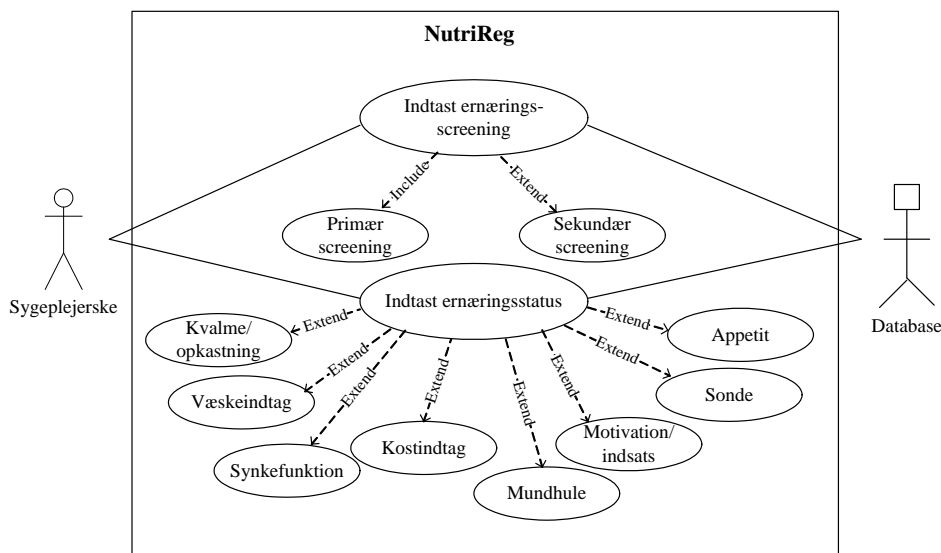 NutriReg
Indtast ernærings-
screening
Include
Extend
Primær
screening
Sekundær
screening
Sygeplejerske
Database
Indtast ernæringsstatus
Extend
Kvalme/
opkastning
Extend
Væskeindtag
Extend
Synkefunktion
Extend
Kostindtag
Extend
Mundhule
Extend
Motivation/
indsats
Extend
Sonde
Extend
Appetit